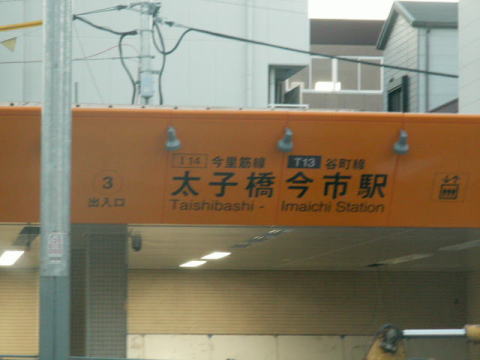 I14 今里筋線 T13 谷町線
3 太子橋今市駅
出入口 Taishibashi - Imaichi Station